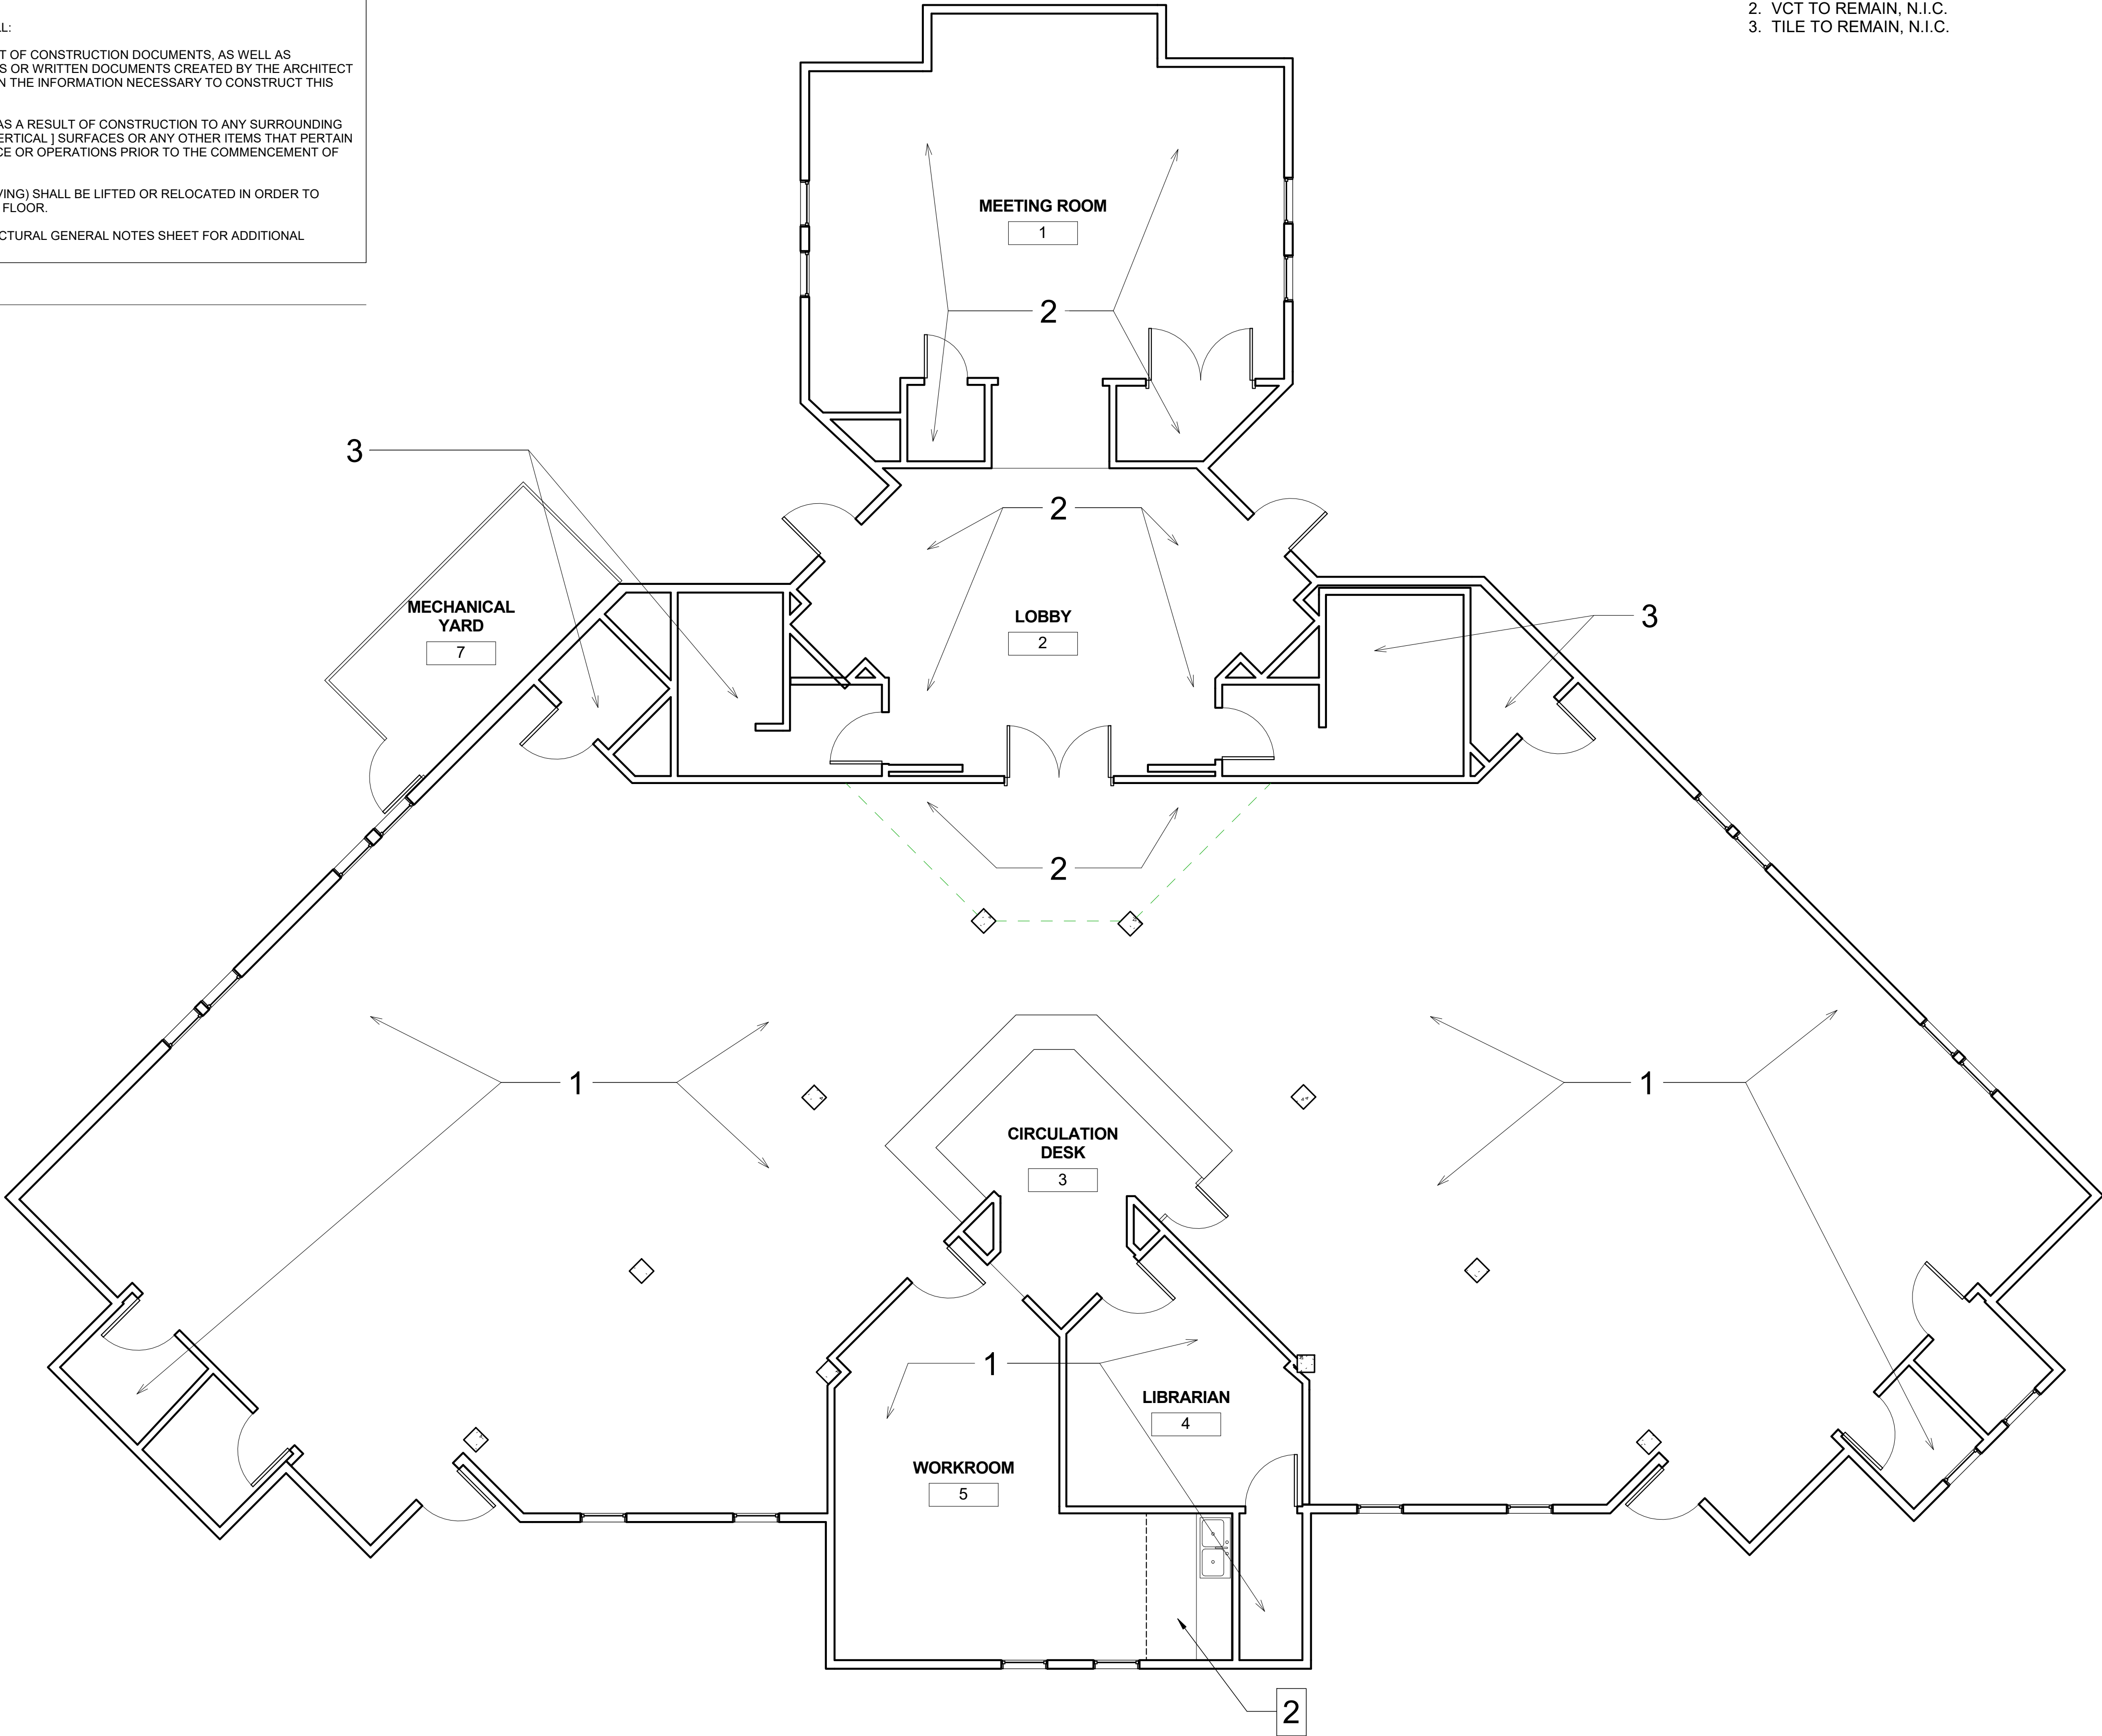 LL:
T OF CONSTRUCTION DOCUMENTS, AS WELL AS
S OR WRITTEN DOCUMENTS CREATED BY THE ARCHITECT
N THE INFORMATION NECESSARY TO CONSTRUCT THIS
AS A RESULT OF CONSTRUCTION TO ANY SURROUNDING
ERTICAL ] SURFACES OR ANY OTHER ITEMS THAT PERTAIN
CE OR OPERATIONS PRIOR TO THE COMMENCEMENT OF
VING) SHALL BE LIFTED OR RELOCATED IN ORDER TO
FLOOR.
CTURAL GENERAL NOTES SHEET FOR ADDITIONAL
2. VCT TO REMAIN, N.I.C.
3. TILE TO REMAIN, N.I.C.
MEETING ROOM
1
2
3
2
MECHANICAL
YARD
7
LOBBY
2
3
2
1
1
CIRCULATION
DESK
3
1
LIBRARIAN
4
WORKROOM
5
2